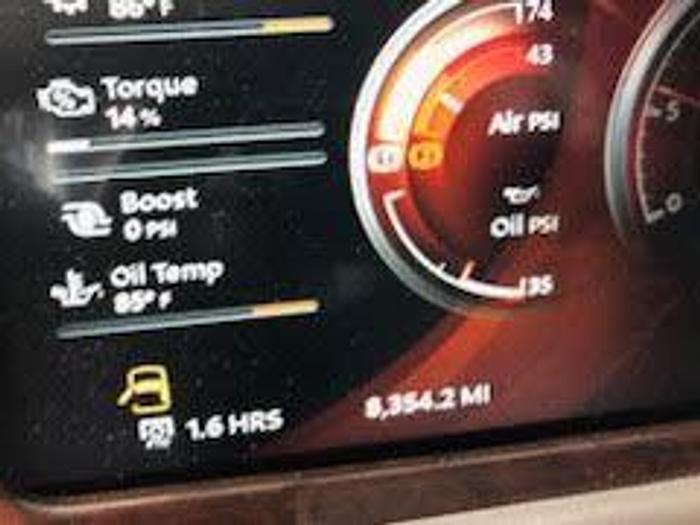 86° F
174
43
Torque
14 %
Air PSI
5
Boost
0 PSI
Oil PSI
0
Oil Temp
85° F
135
8,354.2 MI
1.6 HRS